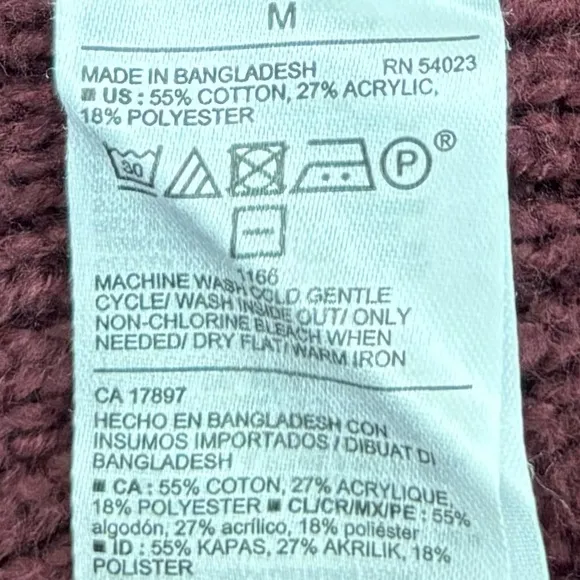 M
MADE IN BANGLADESH RN 54023
US : 55% COTTON, 27% ACRYLIC,
18% POLYESTER
30
P®
1166
MACHINE WASH COLD GENTLE
CYCLE/ WASH INSIDE OUT/ ONLY
NON-CHLORINE BLEACH WHEN
NEEDED/ DRY FLAT/ WARM IRON
CA 17897
HECHO EN BANGLADESH CON
INSUMOS IMPORTADOS / DIBUAT DI
BANGLADESH
CA : 55% COTON, 27% ACRYLIQUE,
18% POLYESTER ■ CL/CR/MX/PE : 55%
algodón, 27% acrílico, 18% poliéster
■ ID : 55% KAPAS, 27% AKRILIK, 18%
POLISTER